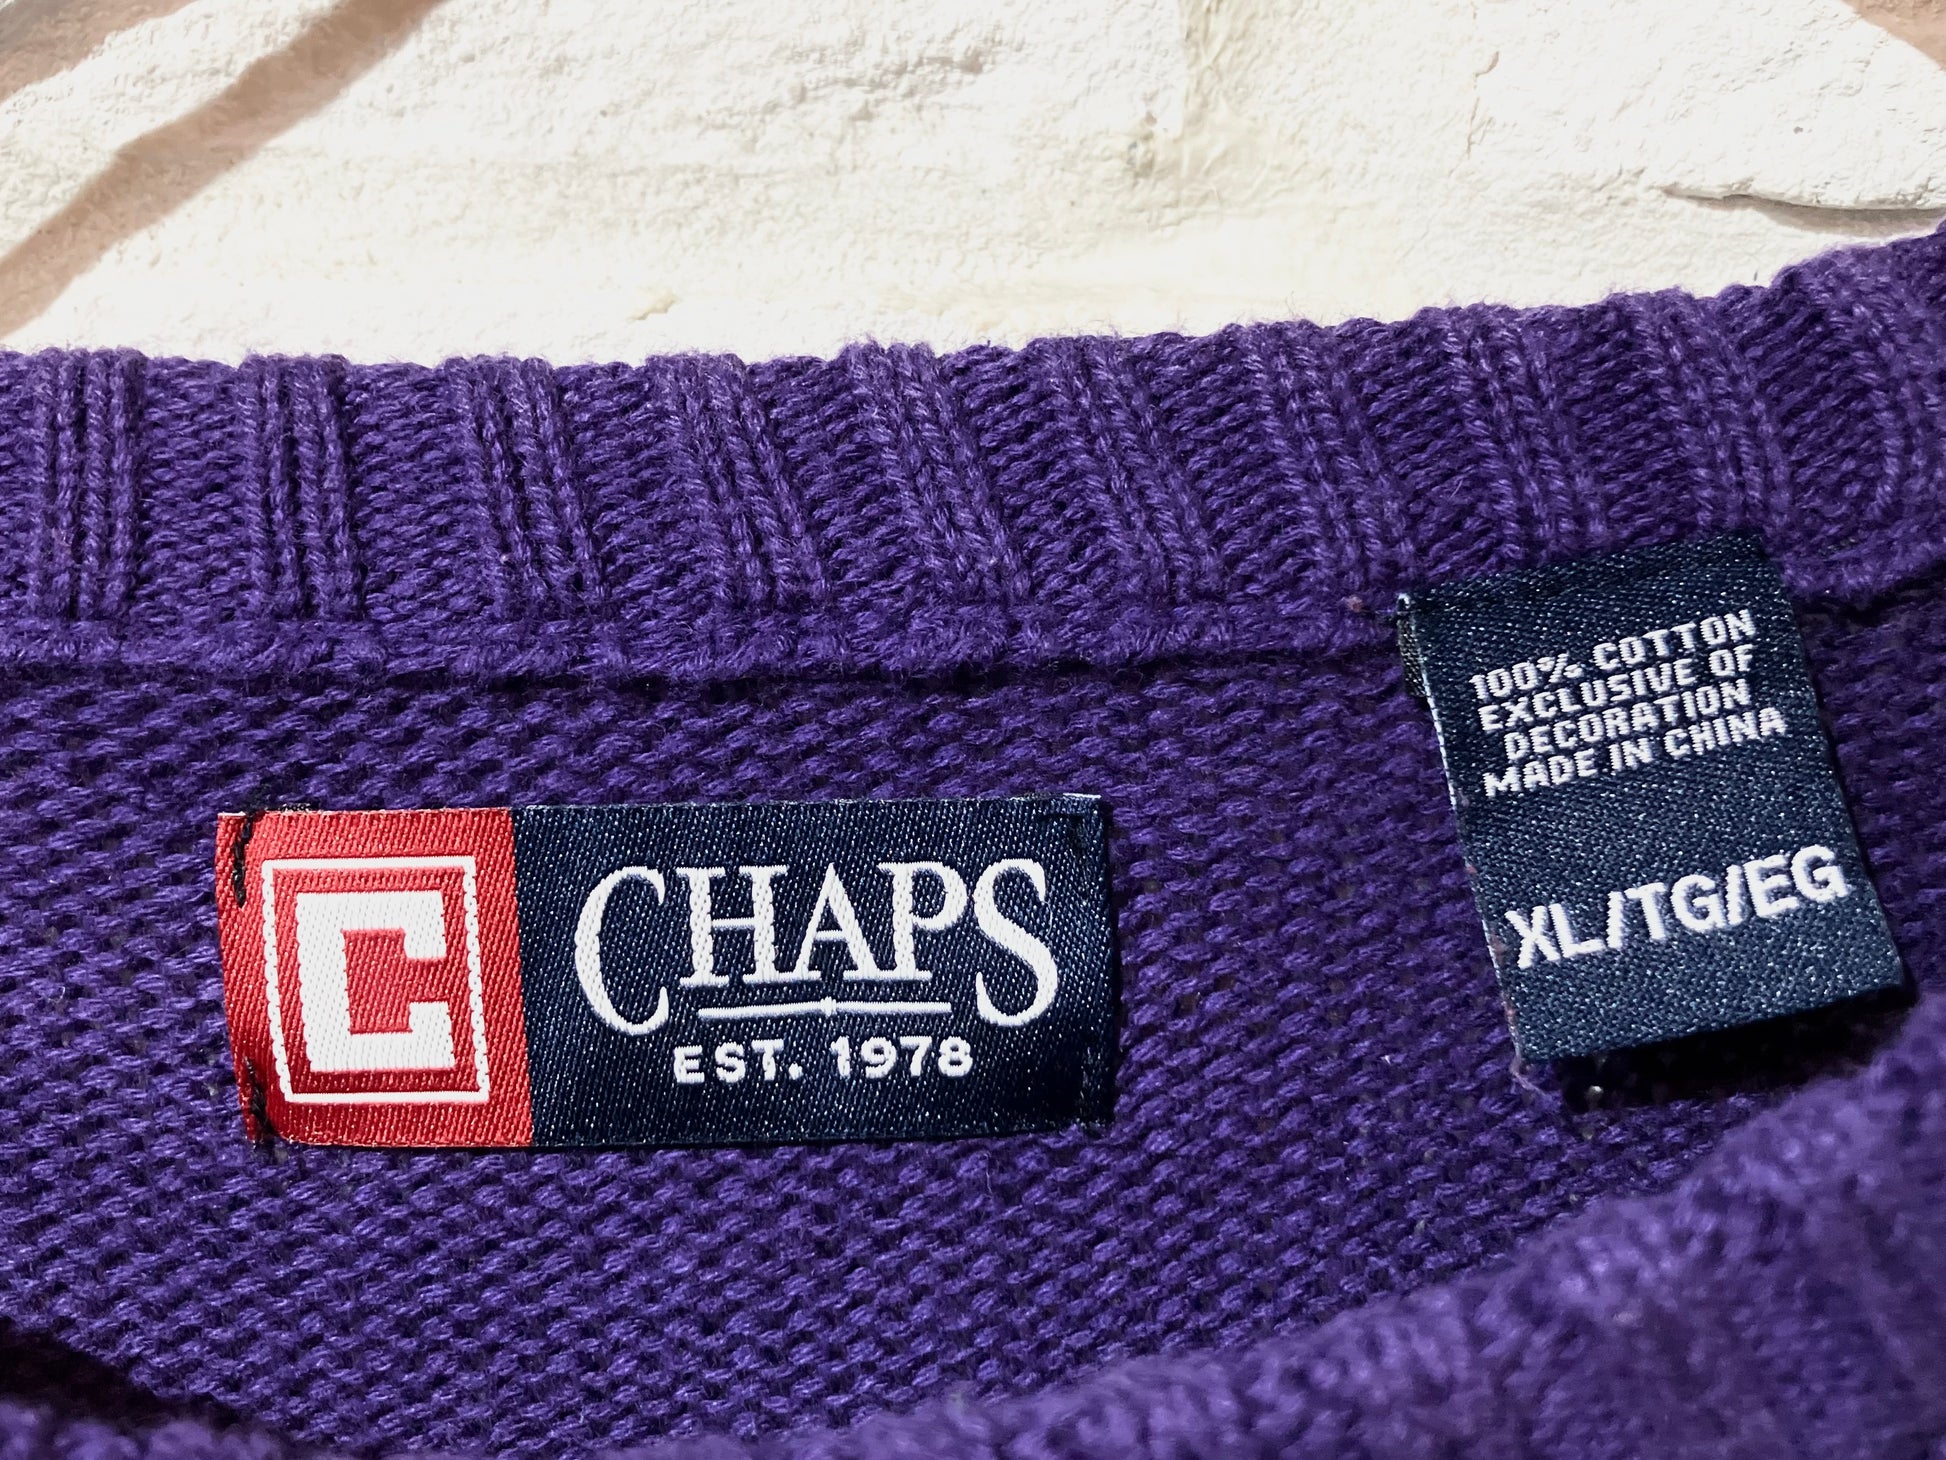 C
CHAPS
EST. 1978
100% COTTON
EXCLUSIVE OF
DECORATION
MADE IN CHINA
XL/TG/EG